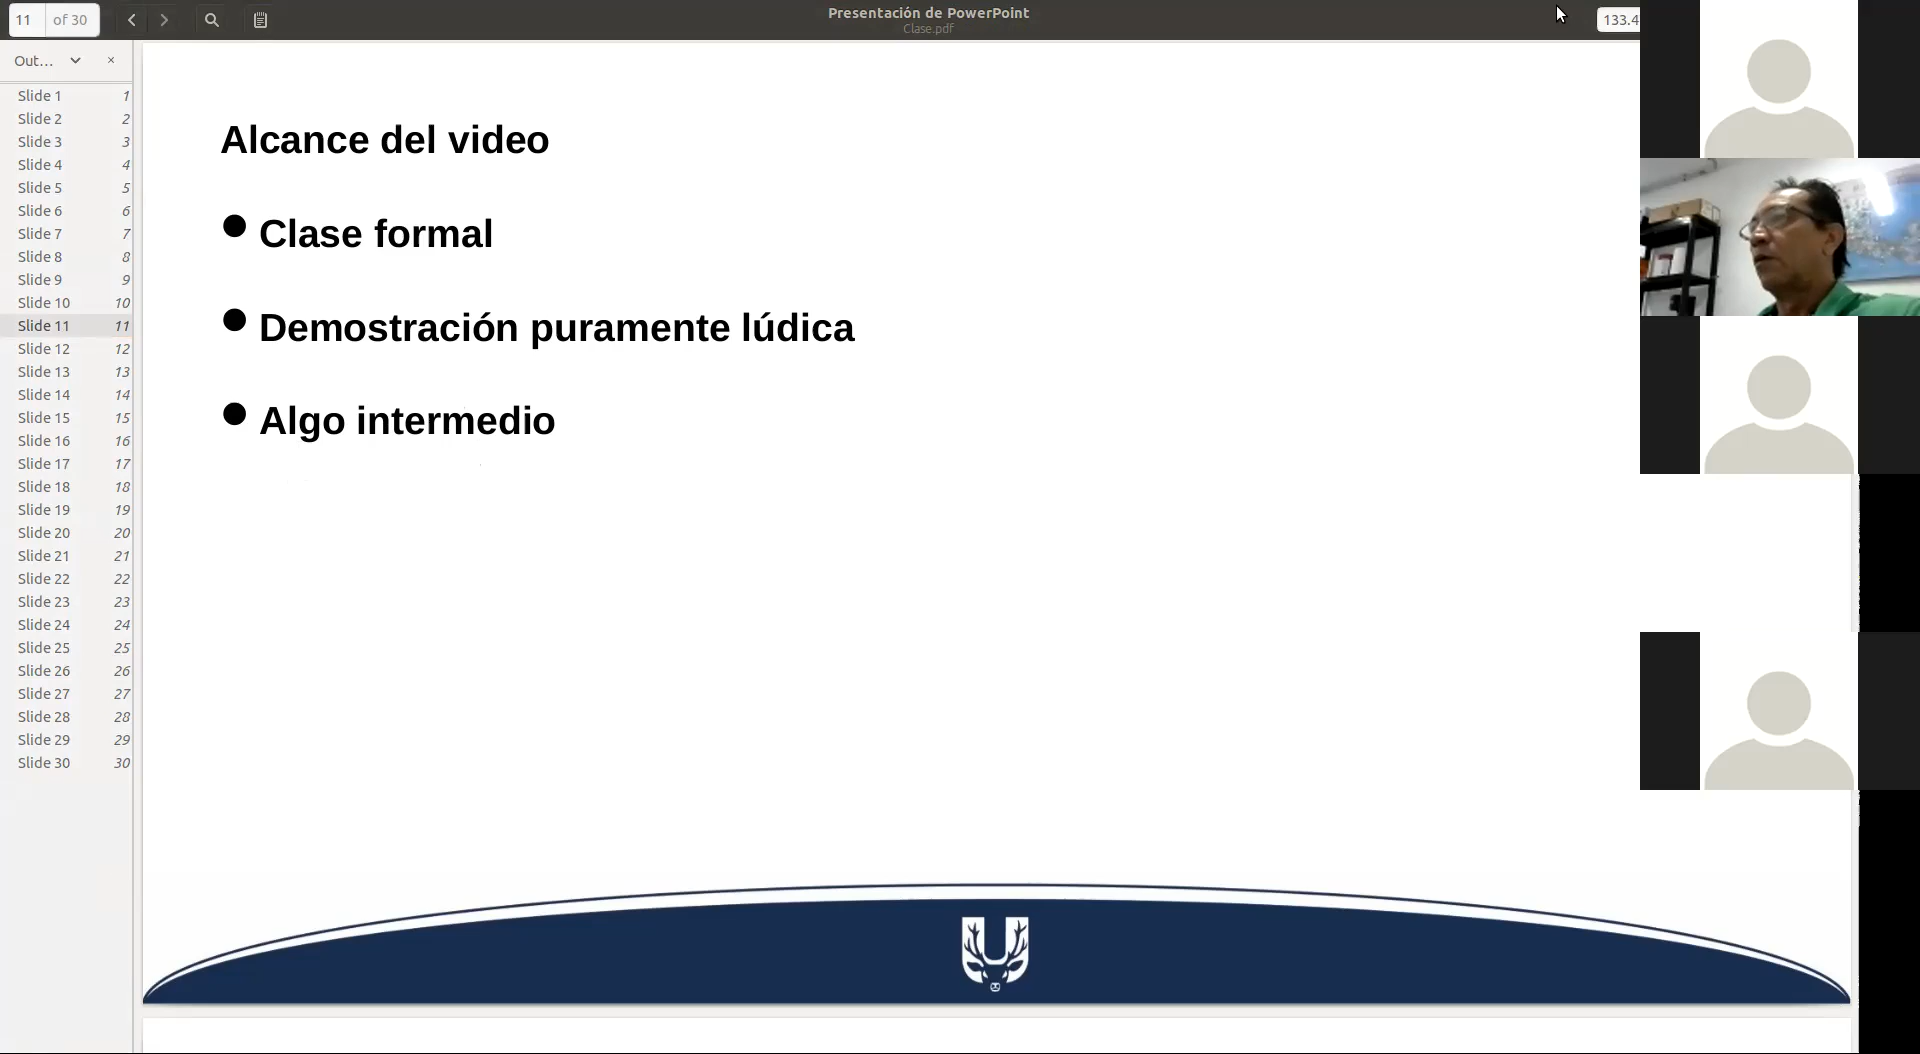 11 of 30
Presentación de PowerPoint
Clase.pdf
133.4
Out...
Slide 1 1
Slide 2 2
Slide 3 3
Slide 4 4
Slide 5 5
Slide 6 6
Slide 7 7
Slide 8 8
Slide 9 9
Slide 10 10
Slide 11 11
Slide 12 12
Slide 13 13
Slide 14 14
Slide 15 15
Slide 16 16
Slide 17 17
Slide 18 18
Slide 19 19
Slide 20 20
Slide 21 21
Slide 22 22
Slide 23 23
Slide 24 24
Slide 25 25
Slide 26 26
Slide 27 27
Slide 28 28
Slide 29 29
Slide 30 30
Alcance del video
● Clase formal
● Demostración puramente lúdica
● Algo intermedio
U